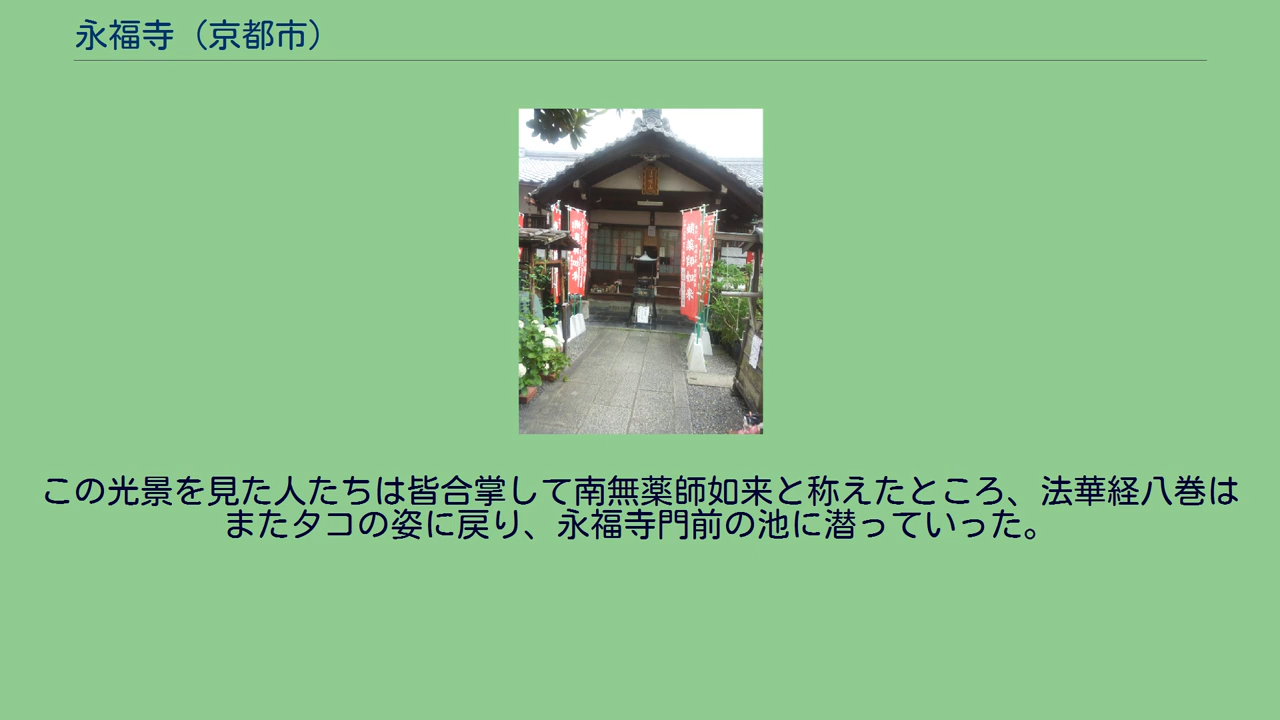 永福寺（京都市）
この光景を見た人たちは皆合掌して南無薬師如来と称えたところ、法華経八巻は
またタコの姿に戻り、永福寺門前の池に潜っていった。